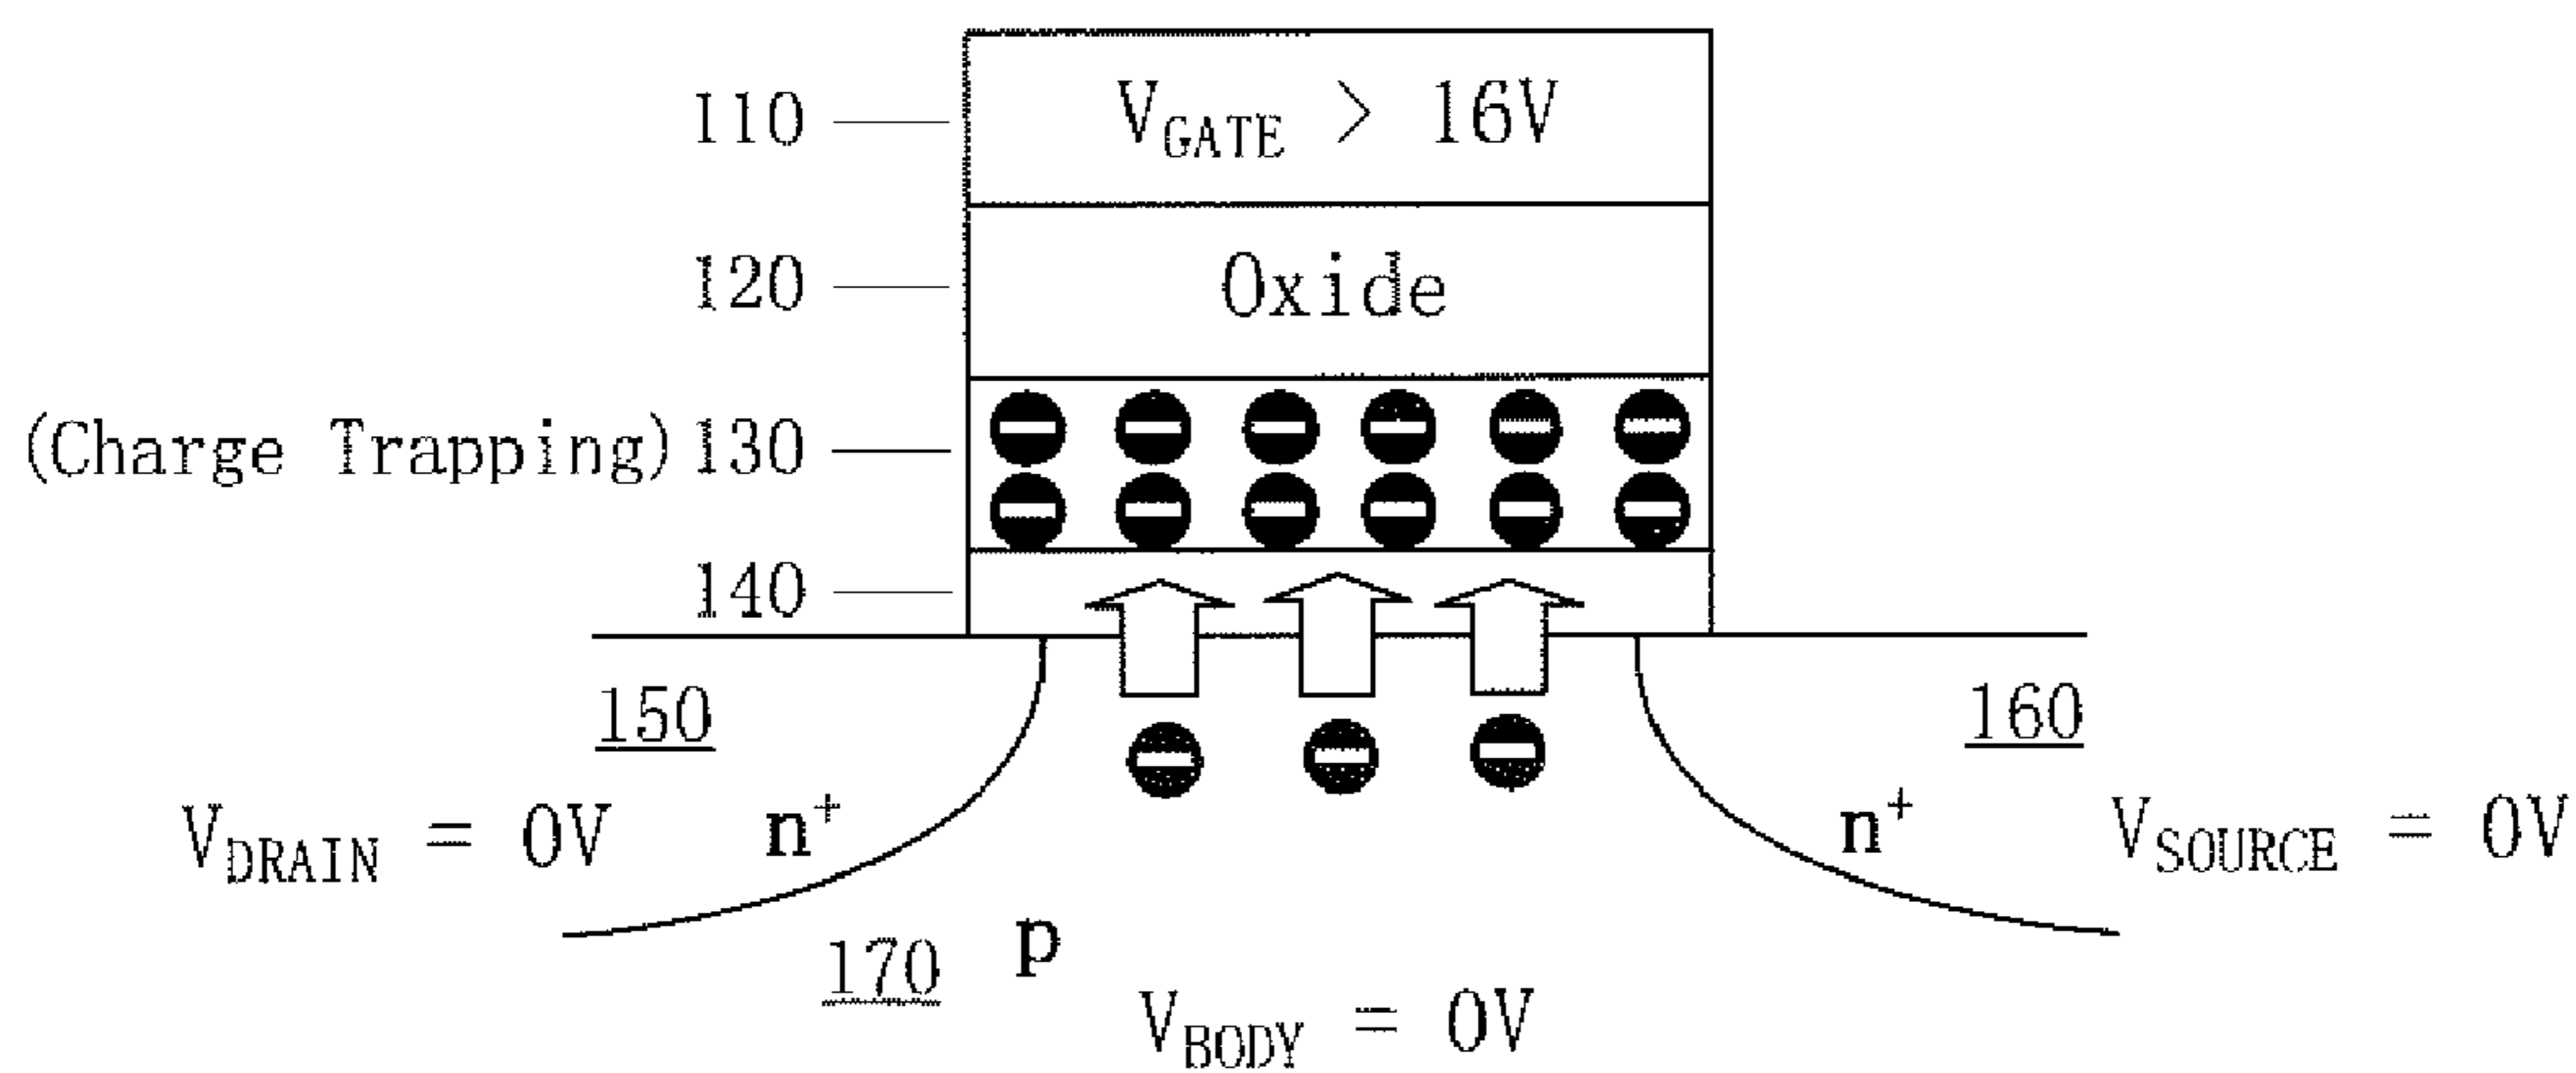 110 V_GATE > 16V
120 Oxide
(Charge Trapping) 130
140
150 160
V_DRAIN = 0V n⁺ n⁺ V_SOURCE = 0V
170 p
V_BODY = 0V